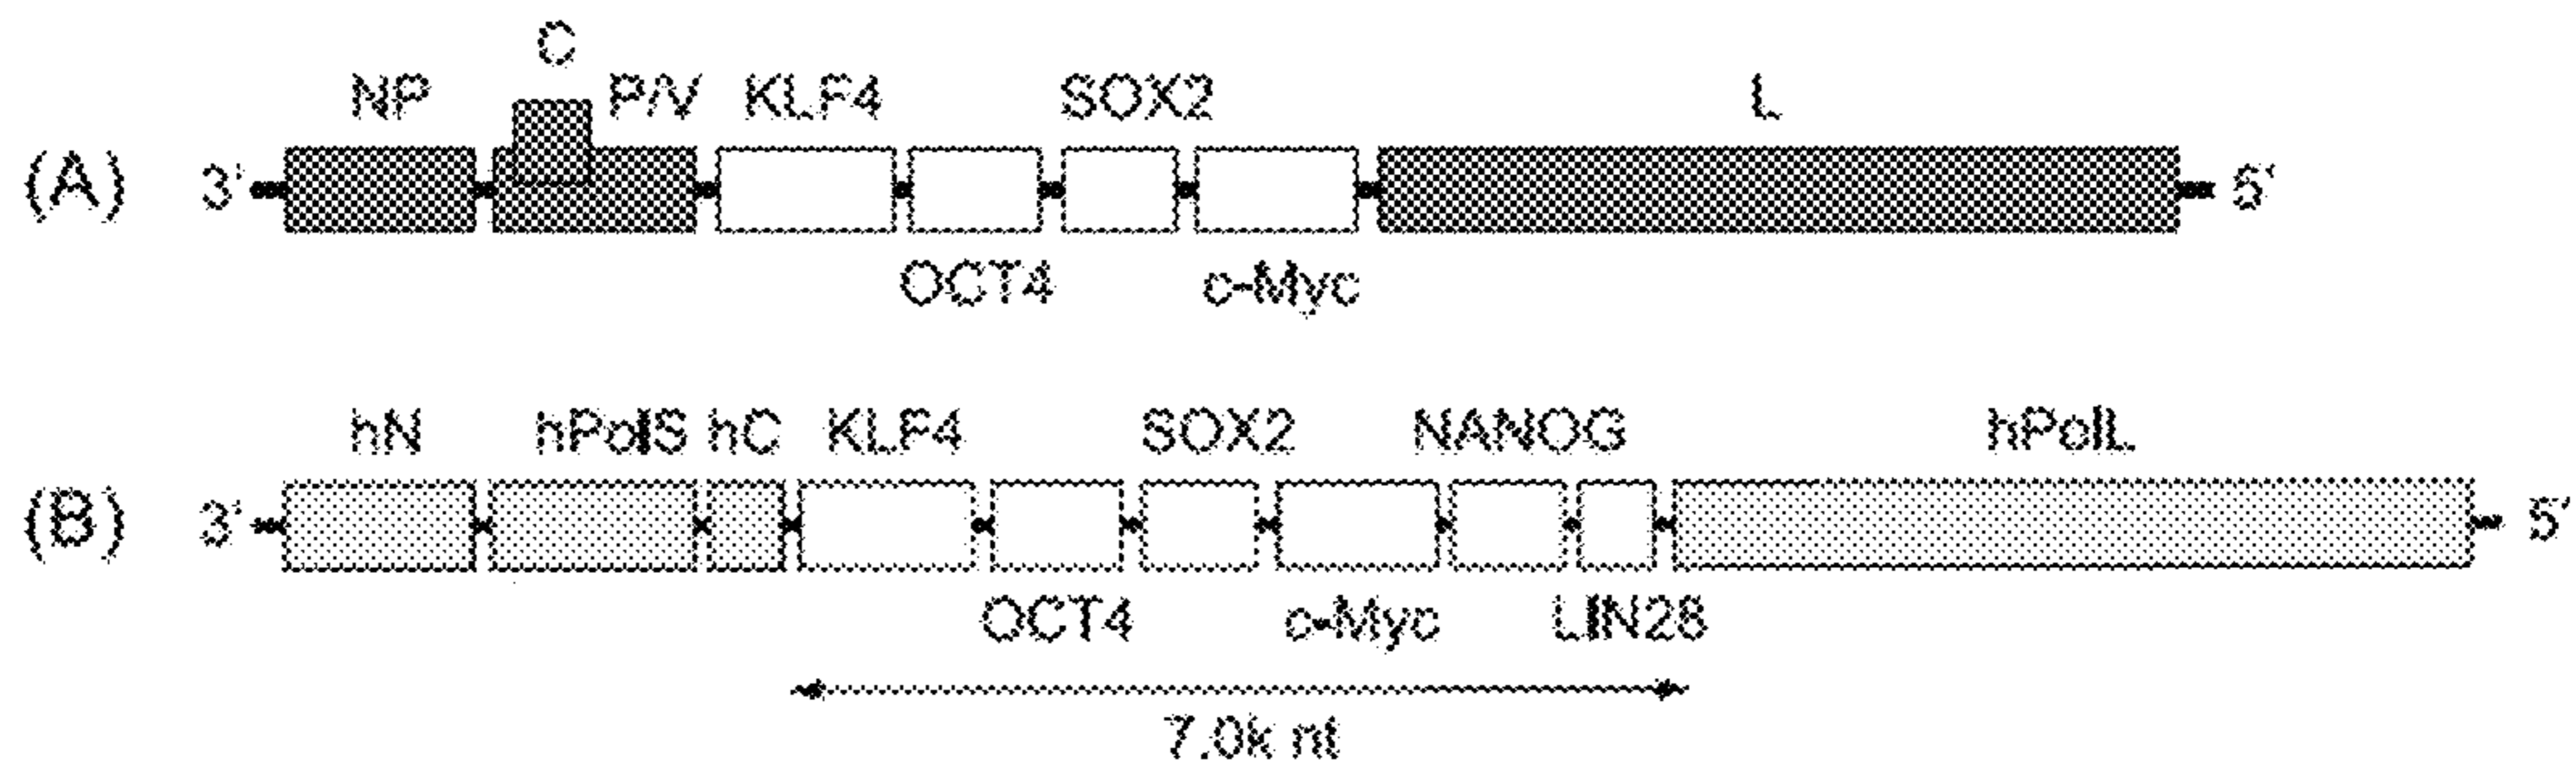 C
NP P/V KLF4 SOX2 L
(A) 3' 5'
OCT4 c-Myc
hN hPolS hC KLF4 SOX2 NANOG hPolL
(B) 3' 5'
OCT4 c-Myc LIN28
7.0k nt